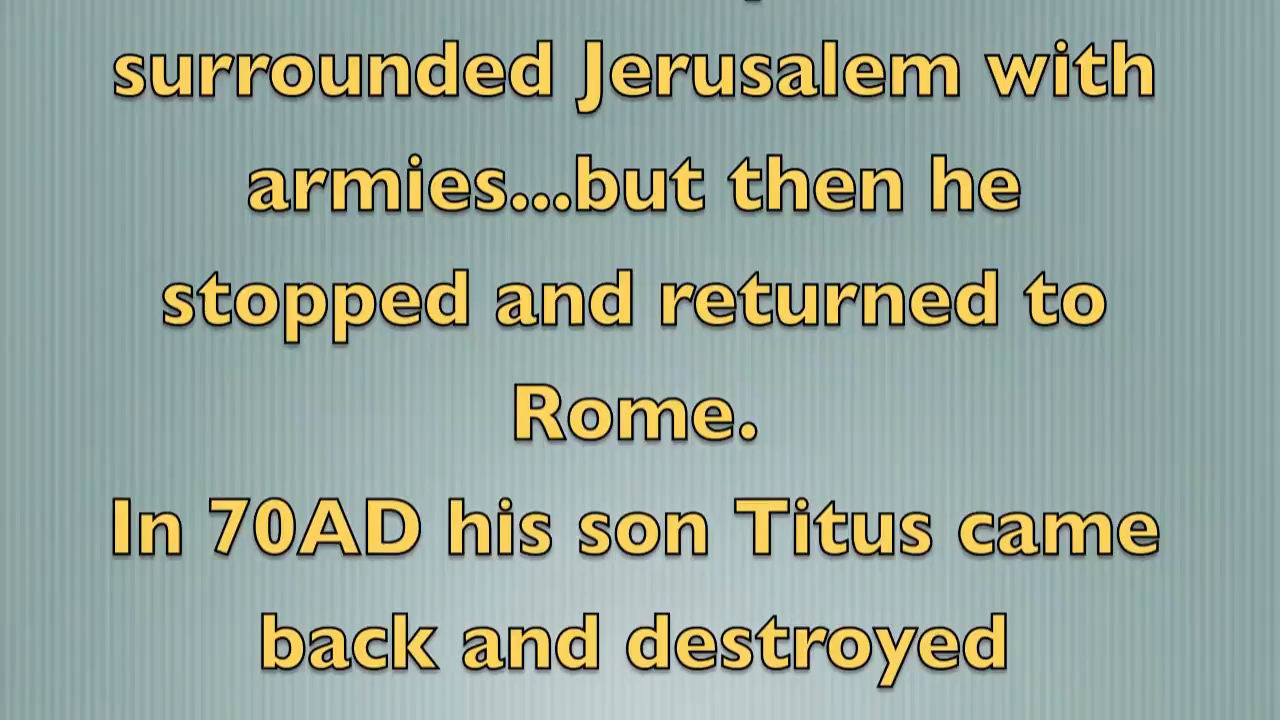 surrounded Jerusalem with
armies...but then he
stopped and returned to
Rome.
In 70AD his son Titus came
back and destroyed